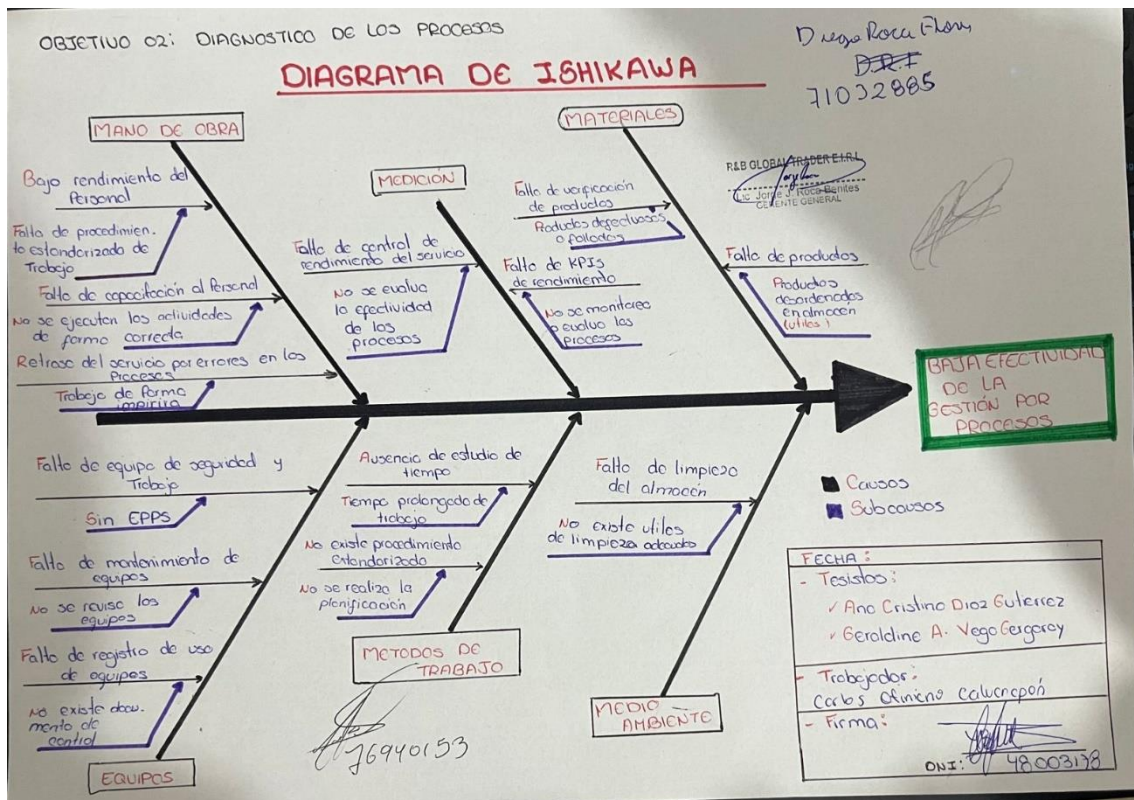 OBJETIVO 02: DIAGNOSTICO DE LOS PROCESOS
DIAGRAMA DE ISHIKAWA
Diego Roca Flores
D.R.F
71032885
MANO DE OBRA
Bajo rendimiento del
Personal
Falta de procedimien.
to estandarizado de
Trabajo
Falta de capacitación al Personal
No se ejecutan las actividades
de forma correcta
Retraso del servicio por errores en los
Procesos
Trabajo de forma
empírica
MEDICIÓN
Falta de control de
rendimiento del servicio
No se evalua
la efectividad
de los
procesos
Falta de KPIs
de rendimiento
No se monitorea
o evalua los
procesos
MATERIALES
Falta de verificación
de productos
Productos defectuosos
o fallados
Falta de productos
Productos
desordenados
en almacen
(utiles)
R&B GLOBAL TRADER E.I.R.L
Lic. Jorge J. Roca Benites
GERENTE GENERAL
BAJA EFECTIVIDAD
DE LA
GESTIÓN POR
PROCESOS
Falta de equipo de seguridad y
Trabajo
Sin EPPS
Falta de mantenimiento de
equipos
No se revisa los
equipos
Falta de registro de uso
de equipos
No existe docu.
mento de
control
EQUIPOS
Ausencia de estudio de
tiempo
Tiempo prolongado de
trabajo
No existe procedimiento
estandarizado
No se realiza la
planificación
METODOS DE
TRABAJO
76940153
Falta de limpieza
del almacén
No existe utiles
de limpieza adecuados
MEDIO
AMBIENTE
Causas
Subcausas
FECHA:
- Tesistas:
✓ Ana Cristina Diaz Gutierrez
✓ Geraldine A. Vega Gergaray
- Trabajador:
Carlos
- Firma:
DNI: 48003178